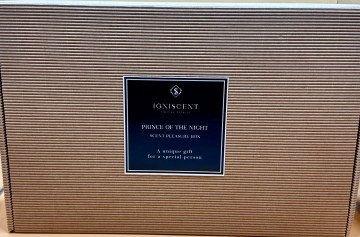 IGNISCENT
PRINCE OF THE NIGHT
SCENT PLEASURE BOX
A unique gift
for a special person